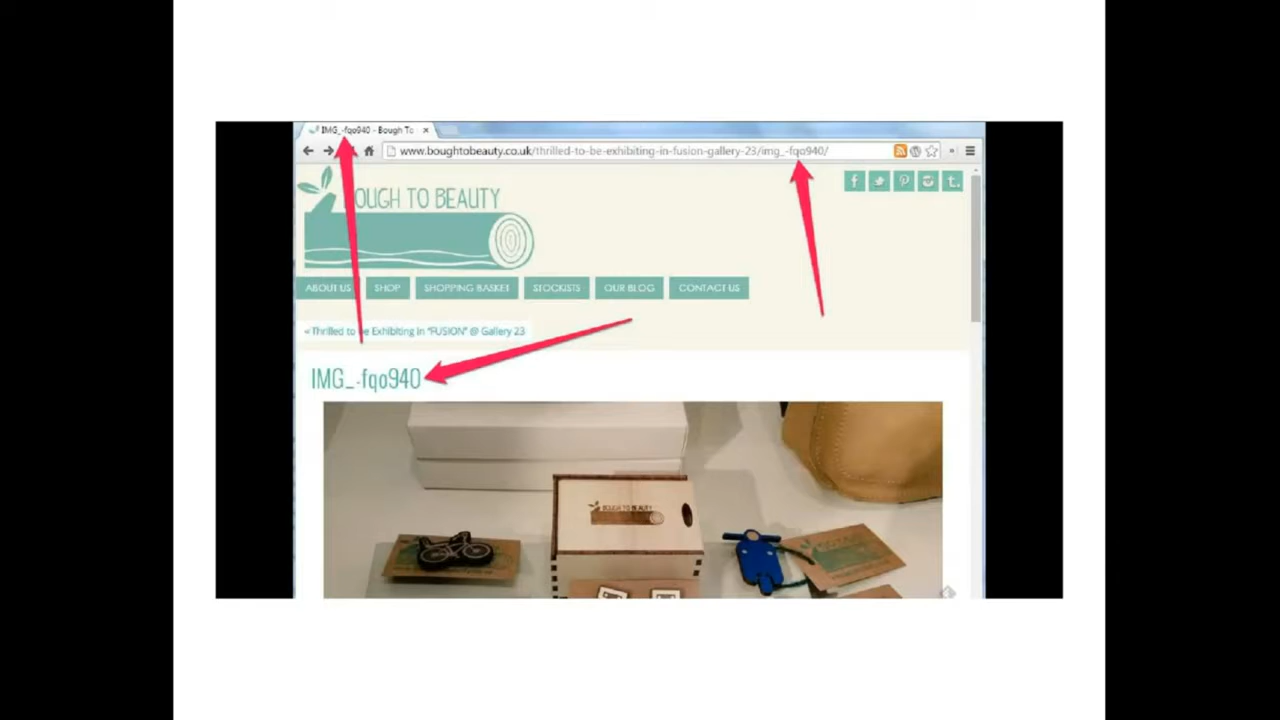 IMG_-fqo940 - Bough To
www.boughtobeauty.co.uk/thrilled-to-be-exhibiting-in-fusion-gallery-23/img_-fqo940/
BOUGH TO BEAUTY
ABOUT US SHOP SHOPPING BASKET STOCKISTS OUR BLOG CONTACT US
« Thrilled to be Exhibiting in "FUSION" @ Gallery 23
IMG_-fqo940
BOUGH TO BEAUTY